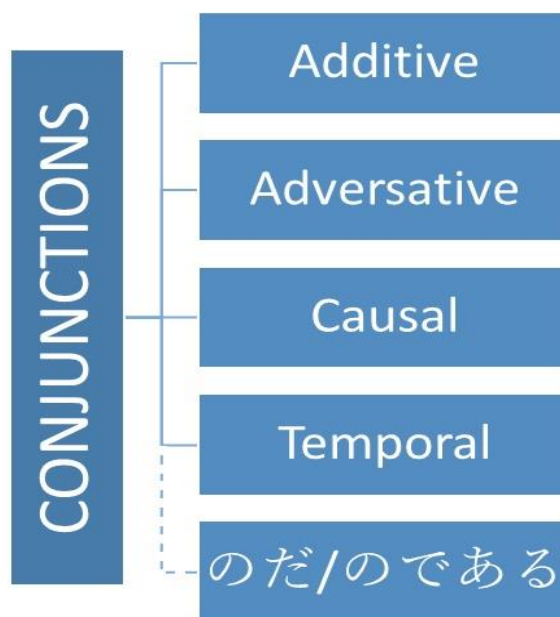 CONJUNCTIONS
Additive
Adversative
Causal
Temporal
のだ/のである